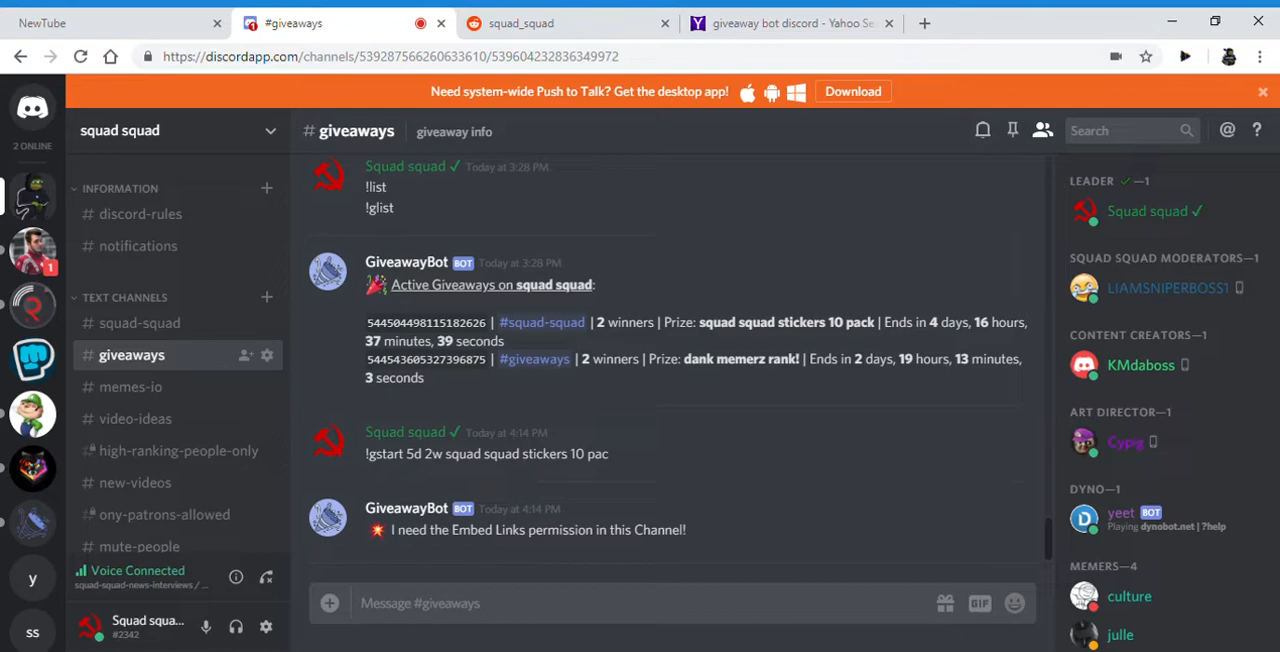 NewTube
#giveaways
squad_squad
giveaway bot discord - Yahoo Se
https://discordapp.com/channels/539287566260633610/539604232836349972
Need system-wide Push to Talk? Get the desktop app!
Download
2 ONLINE
1
y
ss
squad squad
INFORMATION
# discord-rules
# notifications
TEXT CHANNELS
# squad-squad
# giveaways
# memes-io
# video-ideas
# high-ranking-people-only
# new-videos
# ony-patrons-allowed
# mute-people
Voice Connected
squad-squad-news-interviews / ...
Squad squa...
#2342
# giveaways
giveaway info
Search
Squad squad ✓ Today at 3:28 PM
!list
!glist
GiveawayBot BOT Today at 3:28 PM
🎉 Active Giveaways on squad squad:
544504498115182626 | #squad-squad | 2 winners | Prize: squad squad stickers 10 pack | Ends in 4 days, 16 hours,
37 minutes, 39 seconds
544543605327396875 | #giveaways | 2 winners | Prize: dank memerz rank! | Ends in 2 days, 19 hours, 13 minutes,
3 seconds
Squad squad ✓ Today at 4:14 PM
!gstart 5d 2w squad squad stickers 10 pac
GiveawayBot BOT Today at 4:14 PM
💥 I need the Embed Links permission in this Channel!
Message #giveaways
GIF
LEADER ✓—1
Squad squad ✓
SQUAD SQUAD MODERATORS—1
LIAMSNIPERBOSS1
CONTENT CREATORS—1
KMdaboss
ART DIRECTOR—1
Cypig
DYNO—1
yeet BOT
Playing dynobot.net | ?help
MEMERS—4
culture
julle